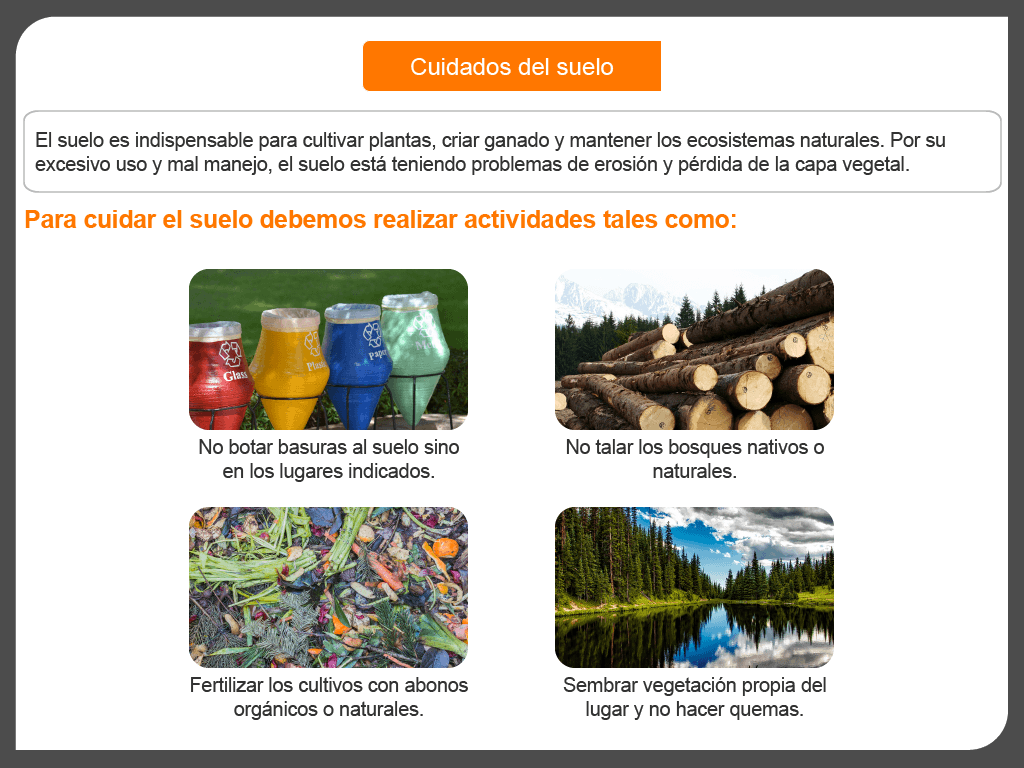 Cuidados del suelo
El suelo es indispensable para cultivar plantas, criar ganado y mantener los ecosistemas naturales. Por su
excesivo uso y mal manejo, el suelo está teniendo problemas de erosión y pérdida de la capa vegetal.
Para cuidar el suelo debemos realizar actividades tales como:
Glass
Paper
No botar basuras al suelo sino
en los lugares indicados.
No talar los bosques nativos o
naturales.
Fertilizar los cultivos con abonos
orgánicos o naturales.
Sembrar vegetación propia del
lugar y no hacer quemas.